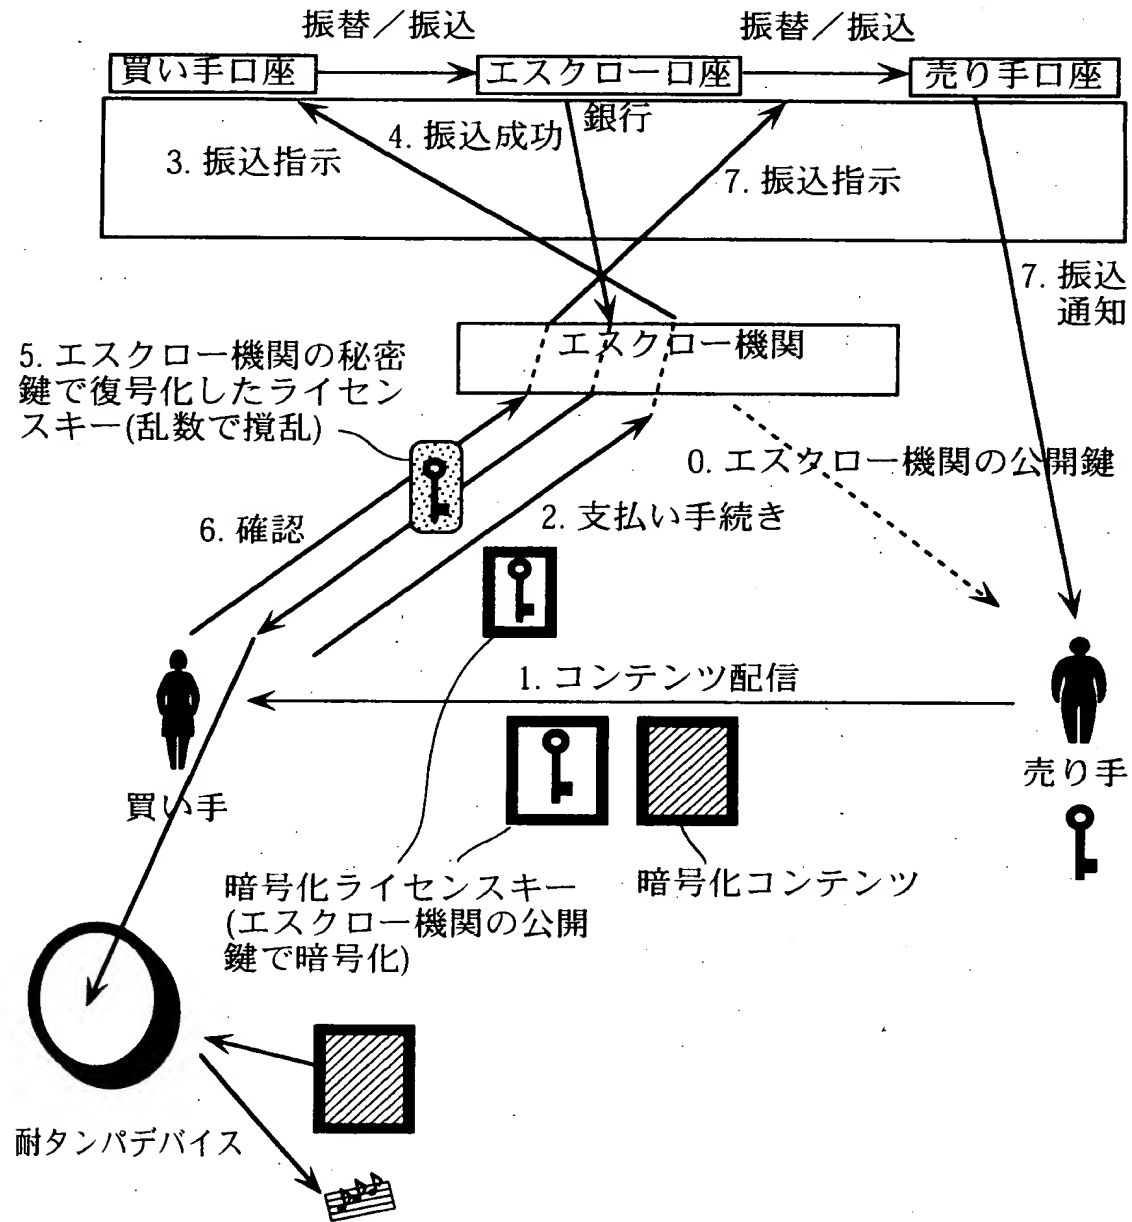 振替／振込
振替／振込
買い手口座
エスクロー口座
売り手口座
銀行
4. 振込成功
3. 振込指示
7. 振込指示
7. 振込
通知
エスクロー機関
5. エスクロー機関の秘密
鍵で復号化したライセン
スキー(乱数で撹乱)
0. エスクロー機関の公開鍵
6. 確認
2. 支払い手続き
1. コンテンツ配信
買い手
売り手
暗号化ライセンスキー
(エスクロー機関の公開
鍵で暗号化)
暗号化コンテンツ
耐タンパデバイス